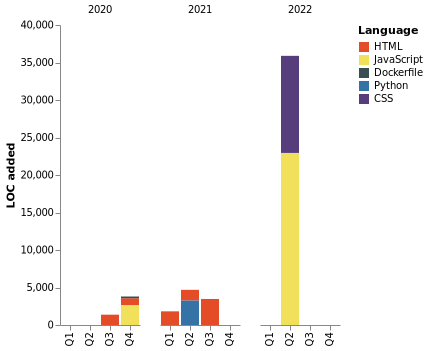 2020 2021 2022
Language
HTML
JavaScript
Dockerfile
Python
CSS
LOC added
40,000
35,000
30,000
25,000
20,000
15,000
10,000
5,000
0
Q1 Q2 Q3 Q4 Q1 Q2 Q3 Q4 Q1 Q2 Q3 Q4